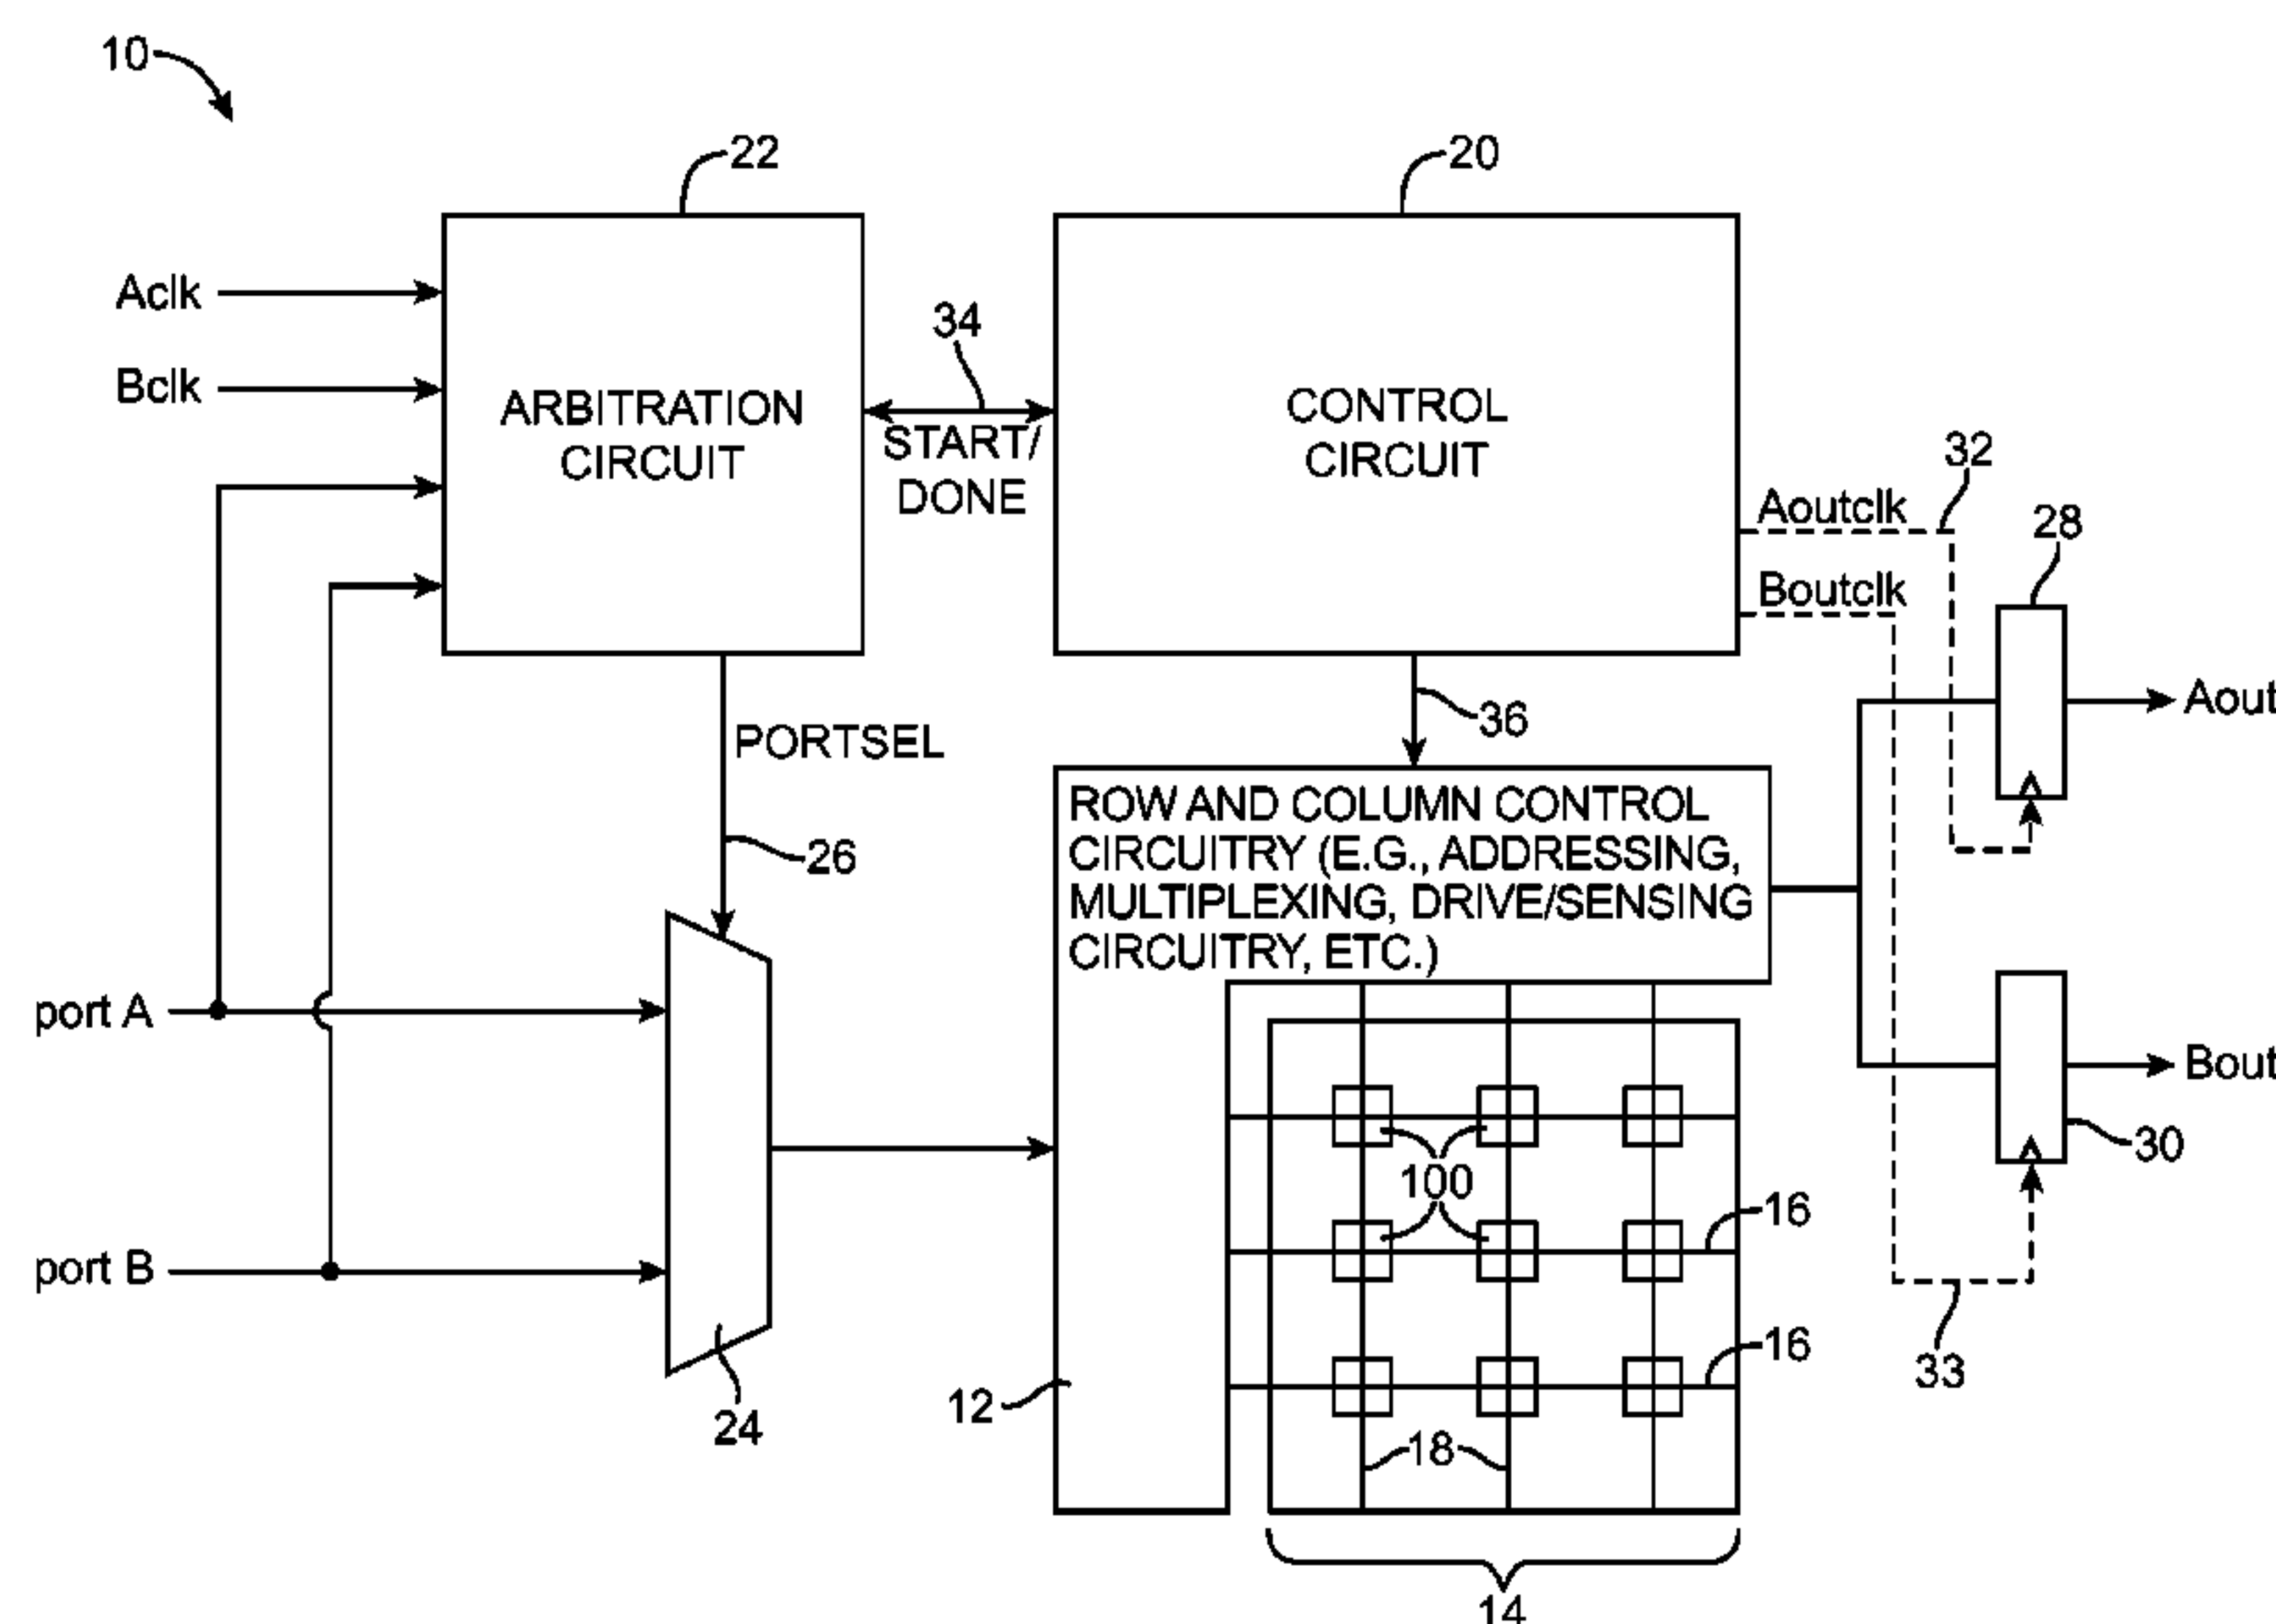 10
22
20
Aclk
Bclk
ARBITRATION
CIRCUIT
34
START/
DONE
CONTROL
CIRCUIT
Aoutclk
32
Boutclk
28
PORTSEL
26
36
Aout
ROW AND COLUMN CONTROL
CIRCUITRY (E.G., ADDRESSING,
MULTIPLEXING, DRIVE/SENSING
CIRCUITRY, ETC.)
port A
port B
24
12
100
16
16
18
14
Bout
30
33